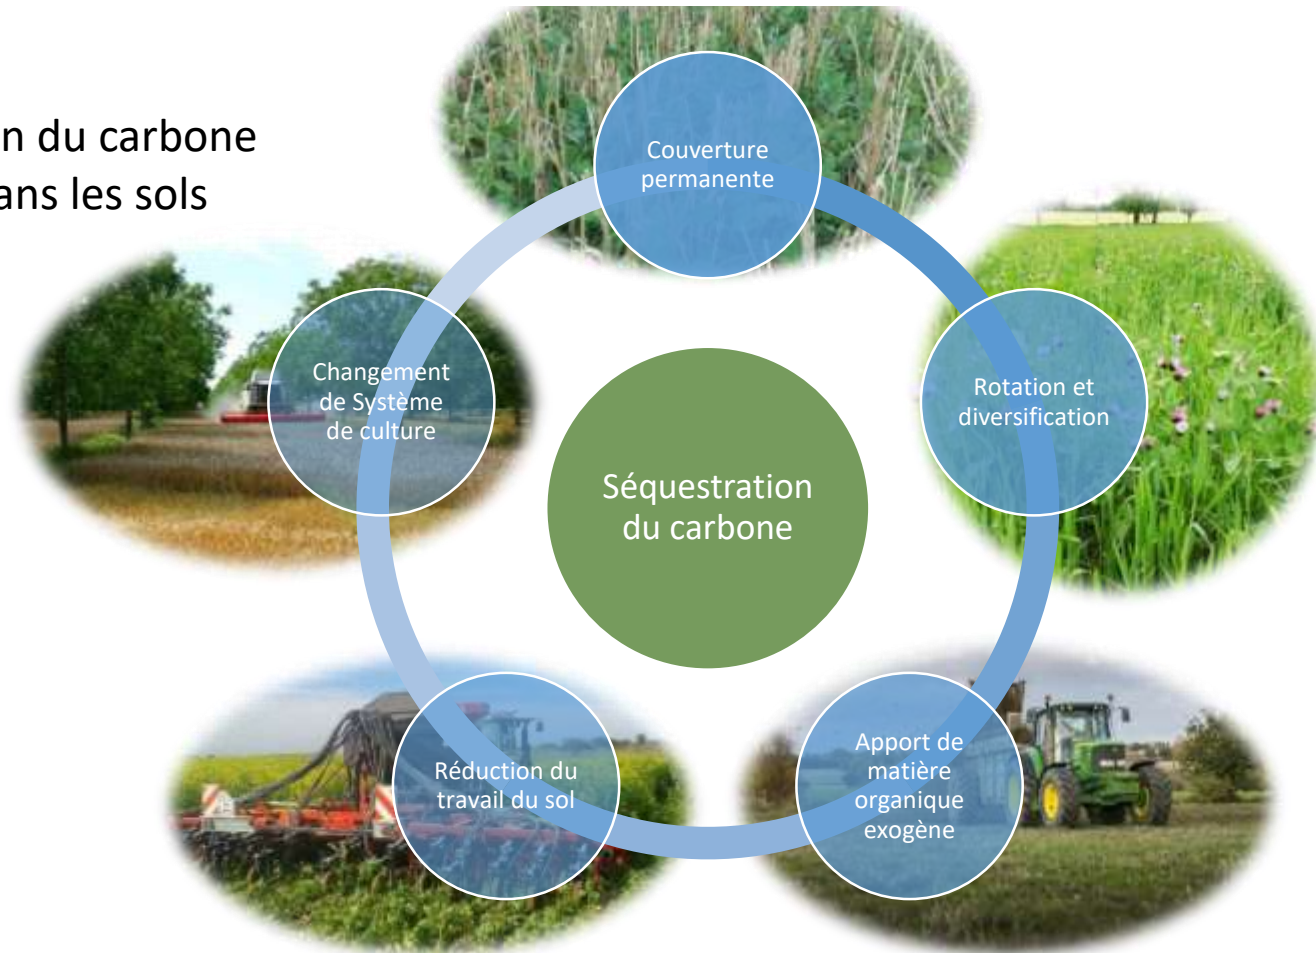 n du carbone
ans les sols
Couverture
permanente
Rotation et
diversification
Apport de
matière
organique
exogène
Réduction du
travail du sol
Changement
de Système
de culture
Séquestration
du carbone